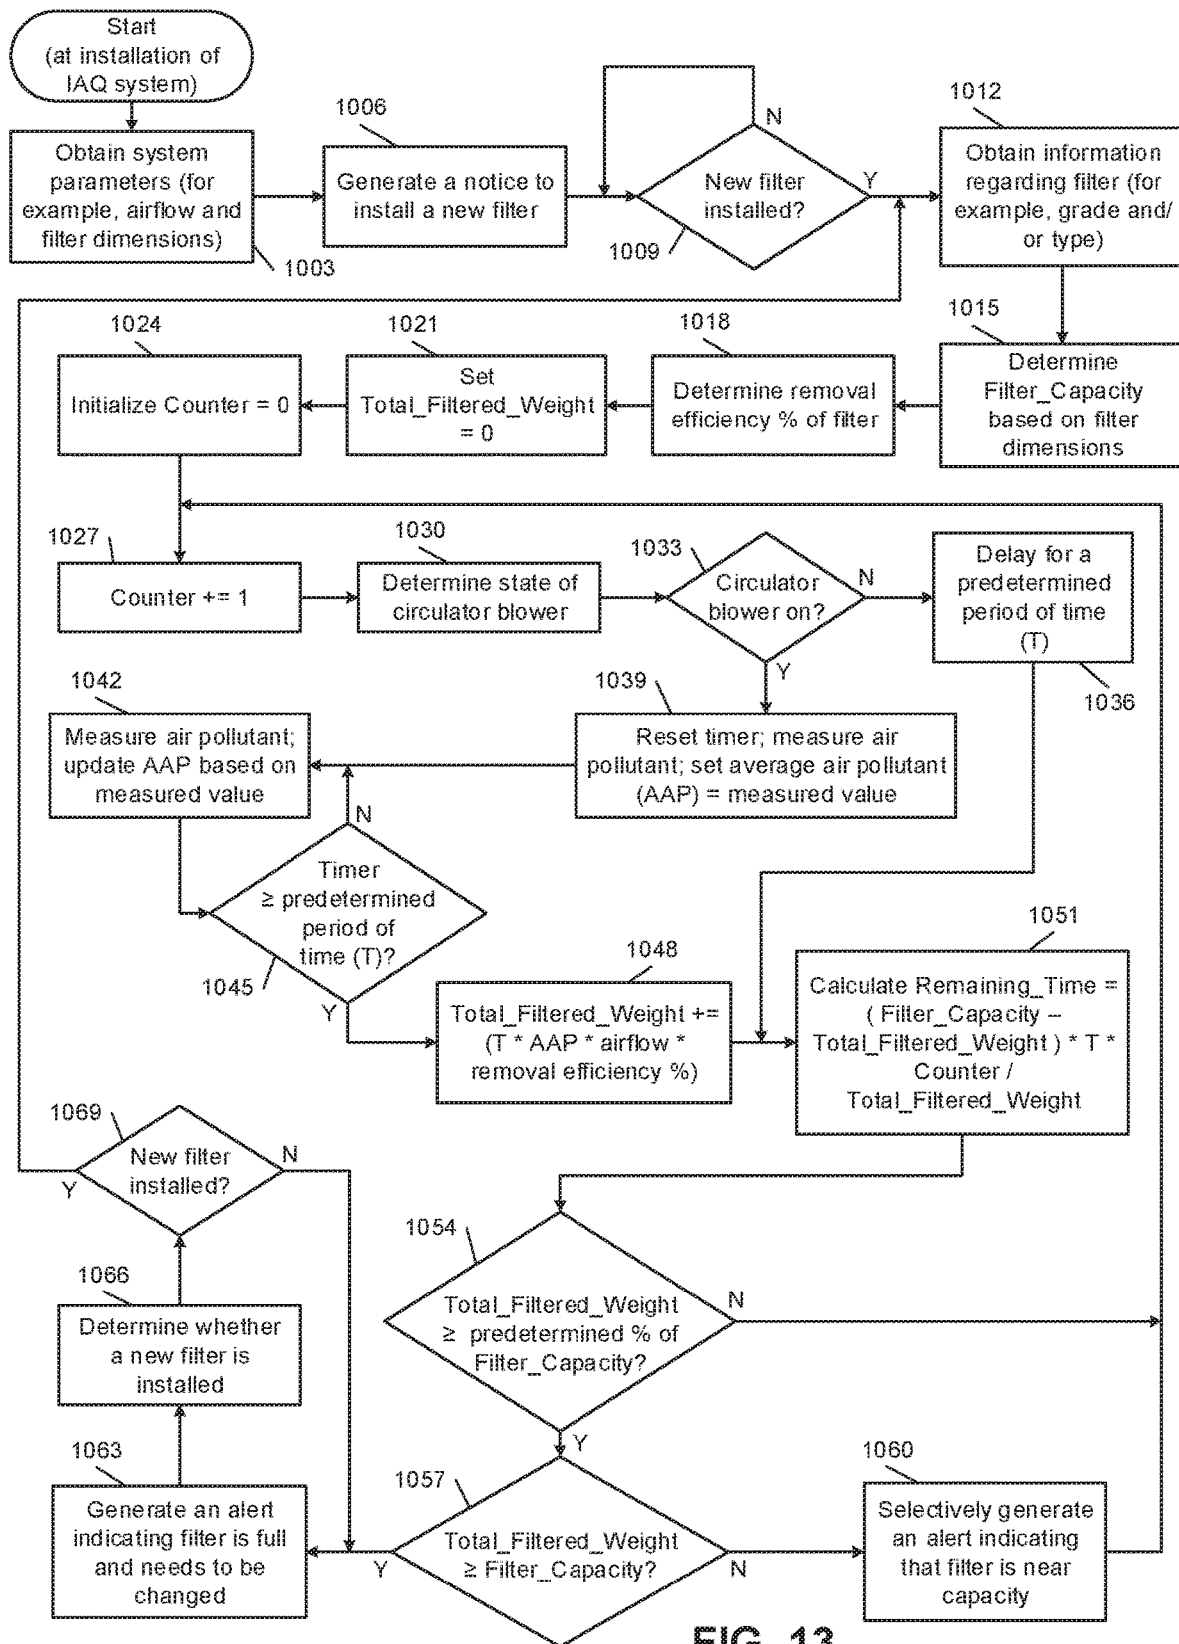 Start
(at installation of
IAQ system)
1006
N
1012
Obtain system
parameters (for
example, airflow and
filter dimensions)
1003
Generate a notice to
install a new filter
New filter
installed?
Y
1009
Obtain information
regarding filter (for
example, grade and/
or type)
1024
1021
1018
1015
Initialize Counter = 0
Set
Total_Filtered_Weight
= 0
Determine removal
efficiency % of filter
Determine
Filter_Capacity
based on filter
dimensions
1027
1030
1033
Counter += 1
Determine state of
circulator blower
Circulator
blower on?
N
Y
Delay for a
predetermined
period of time
(T)
1036
1042
1039
Measure air pollutant;
update AAP based on
measured value
Reset timer; measure air
pollutant; set average air pollutant
(AAP) = measured value
N
Timer
≥ predetermined
period of
time (T)?
1045
Y
1048
1051
Total_Filtered_Weight +=
(T * AAP * airflow *
removal efficiency %)
Calculate Remaining_Time =
( Filter_Capacity –
Total_Filtered_Weight ) * T *
Counter /
Total_Filtered_Weight
1069
New filter
installed?
N
Y
1054
Total_Filtered_Weight
≥ predetermined % of
Filter_Capacity?
N
Y
1066
Determine whether
a new filter is
installed
1063
1057
1060
Generate an alert
indicating filter is full
and needs to be
changed
Y
Total_Filtered_Weight
≥ Filter_Capacity?
N
Selectively generate
an alert indicating
that filter is near
capacity
FIG. 13